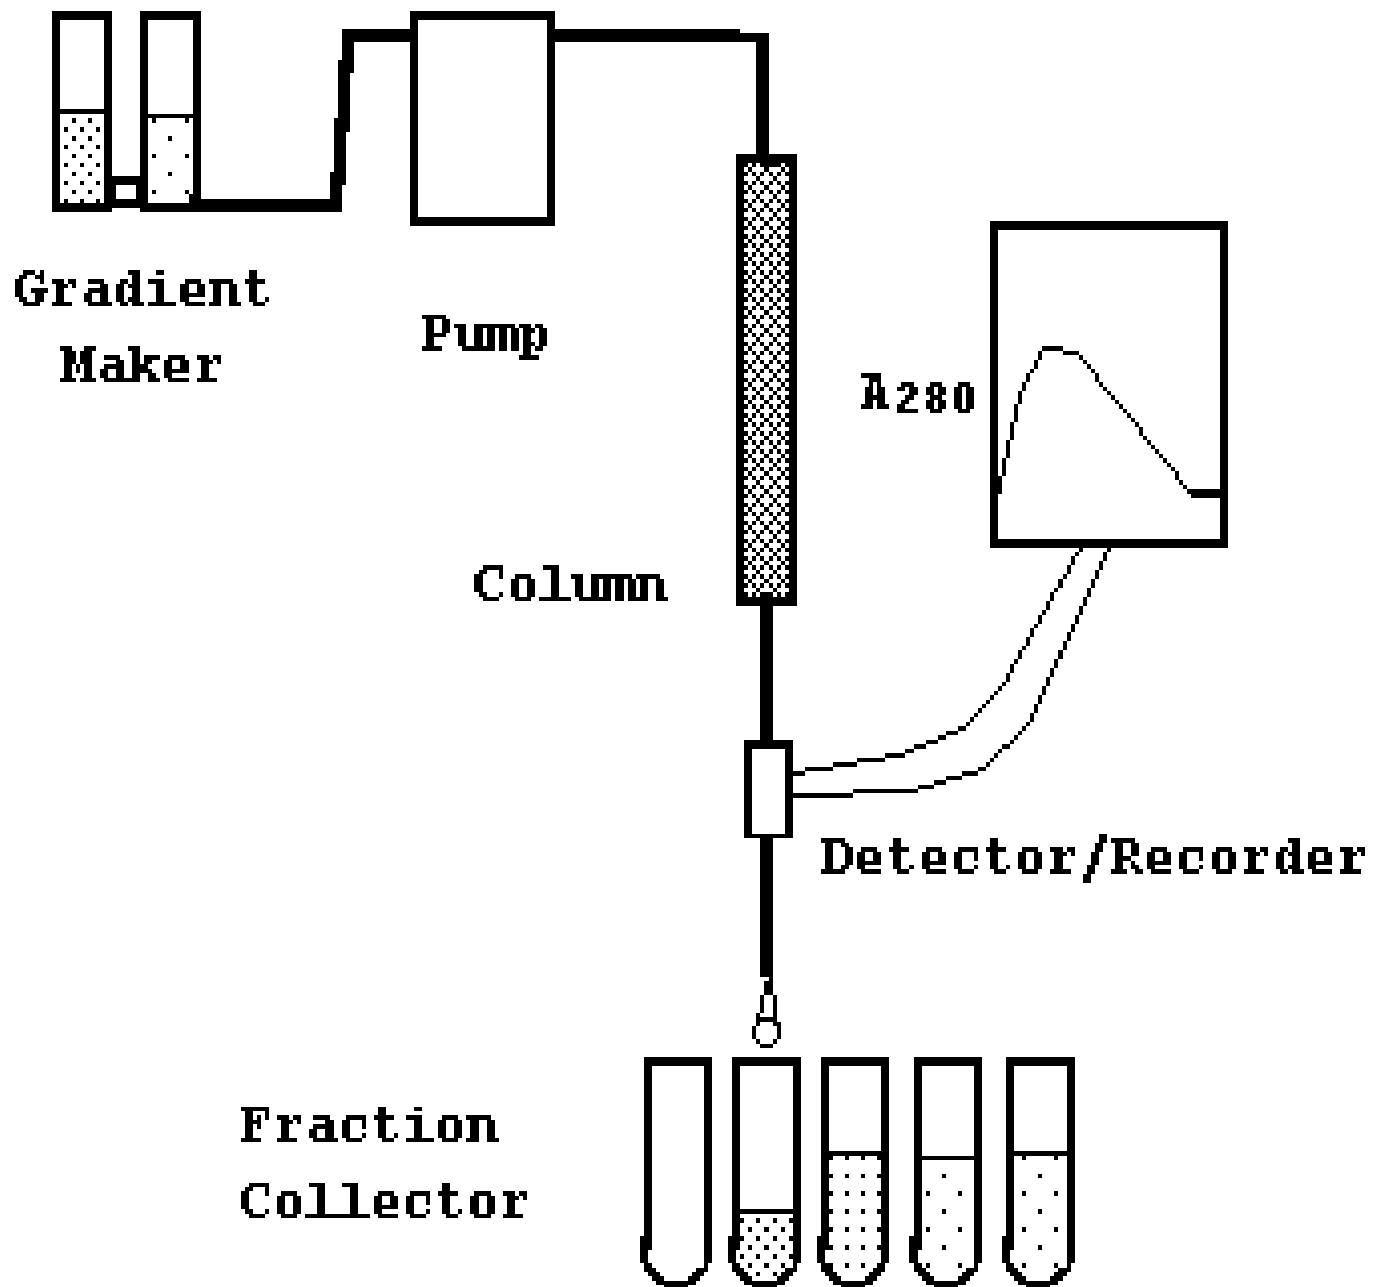 Gradient
Maker
Pump
A280
Column
Detector/Recorder
Fraction
Collector